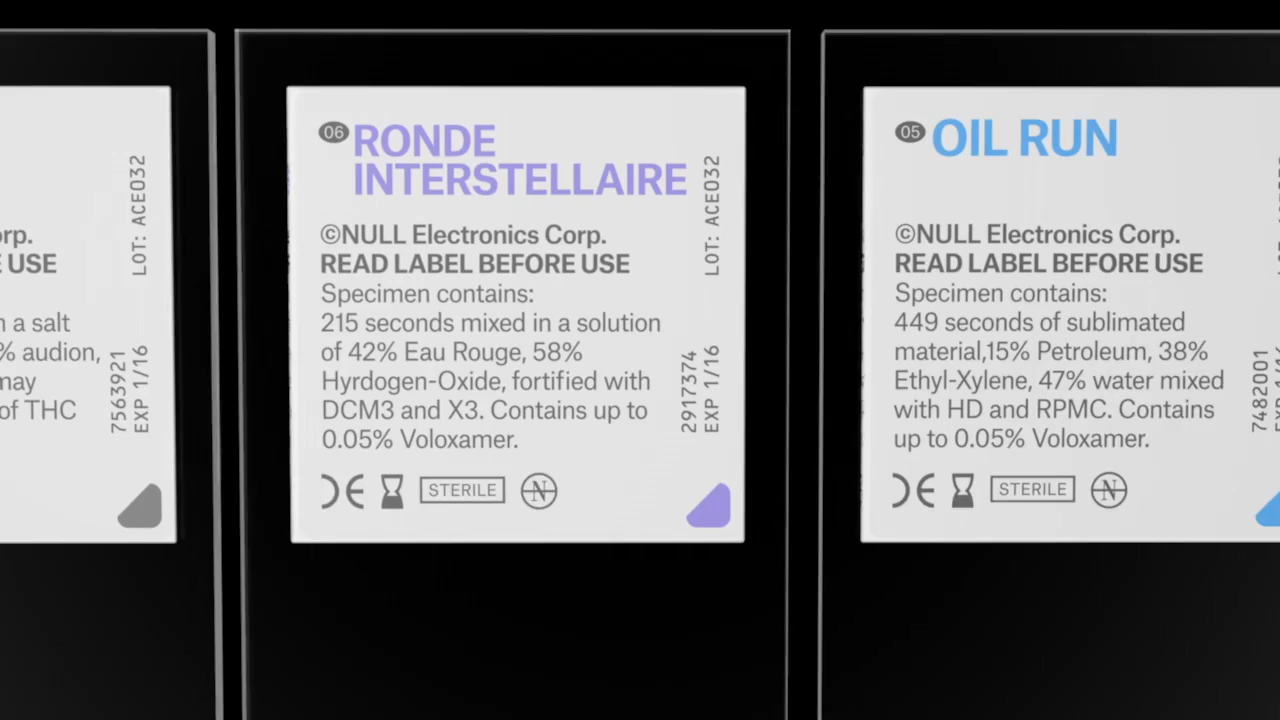 LOT: ACE032
rp.
USE
n a salt
% audion,
may
of THC
7563921
EXP 1/16
06
RONDE
INTERSTELLAIRE
©NULL Electronics Corp.
READ LABEL BEFORE USE
Specimen contains:
215 seconds mixed in a solution
of 42% Eau Rouge, 58%
Hyrdogen-Oxide, fortified with
DCM3 and X3. Contains up to
0.05% Voloxamer.
LOT: ACE032
2917374
EXP 1/16
CE
STERILE
N
05
OIL RUN
©NULL Electronics Corp.
READ LABEL BEFORE USE
Specimen contains:
449 seconds of sublimated
material,15% Petroleum, 38%
Ethyl-Xylene, 47% water mixed
with HD and RPMC. Contains
up to 0.05% Voloxamer.
7482001
STERILE
N